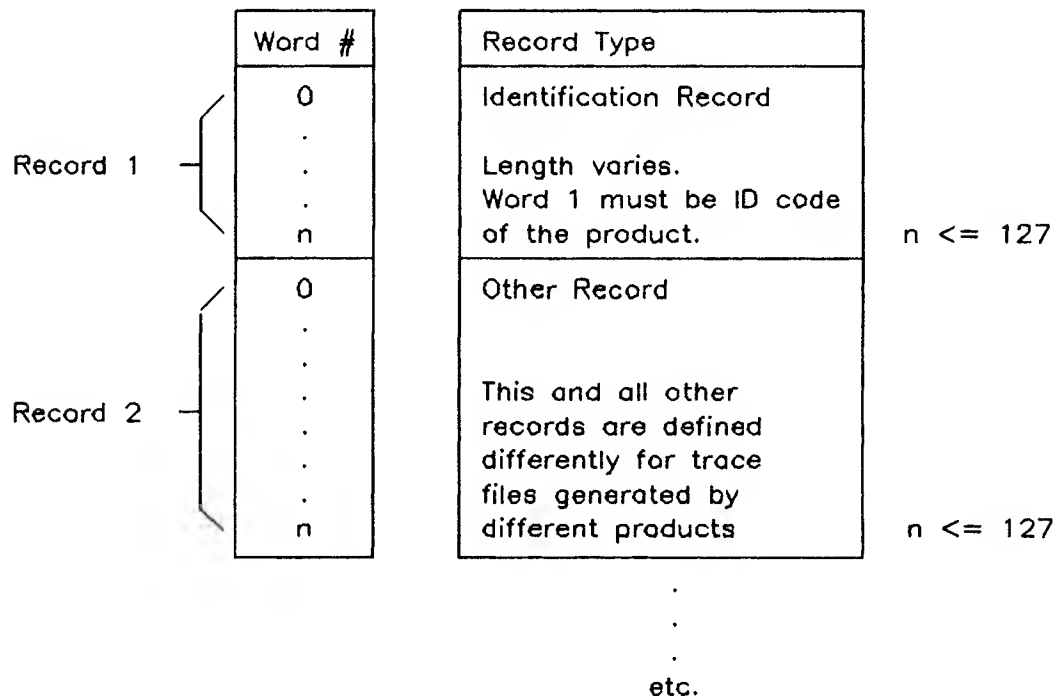 Word #
Record Type
Record 1
0
.
.
.
n
Identification Record
Length varies.
Word 1 must be ID code
of the product.
n <= 127
Record 2
0
.
.
.
.
.
.
n
Other Record
This and all other
records are defined
differently for trace
files generated by
different products
n <= 127
.
.
.
etc.